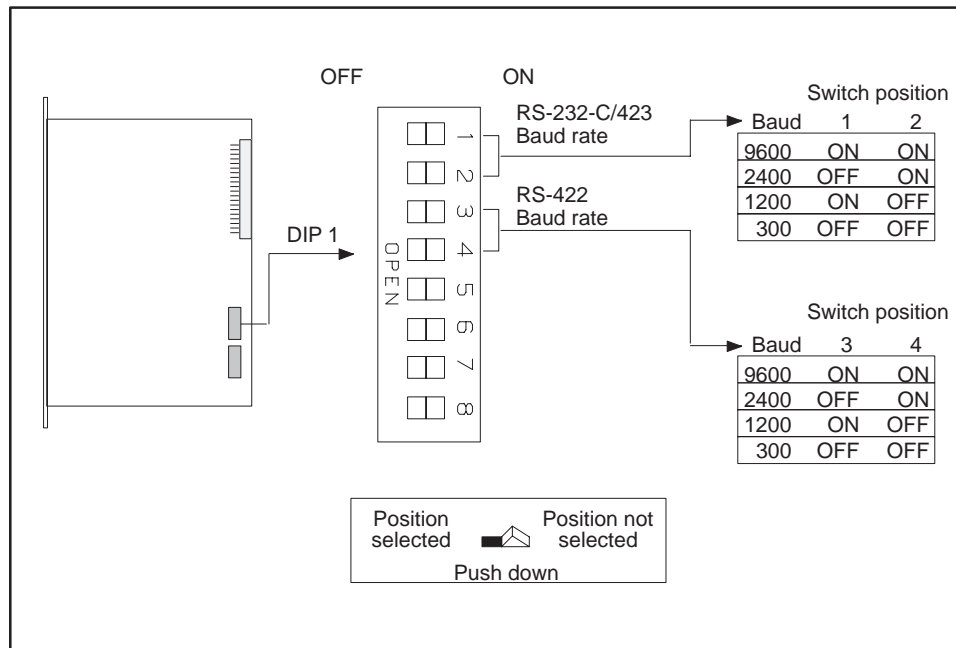 OFF ON
DIP 1
OPEN
1
2
3
4
5
6
7
8
RS-232-C/423
Baud rate
RS-422
Baud rate
Switch position
Baud 1 2
9600 ON ON
2400 OFF ON
1200 ON OFF
300 OFF OFF
Switch position
Baud 3 4
9600 ON ON
2400 OFF ON
1200 ON OFF
300 OFF OFF
Position
selected
Position not
selected
Push down